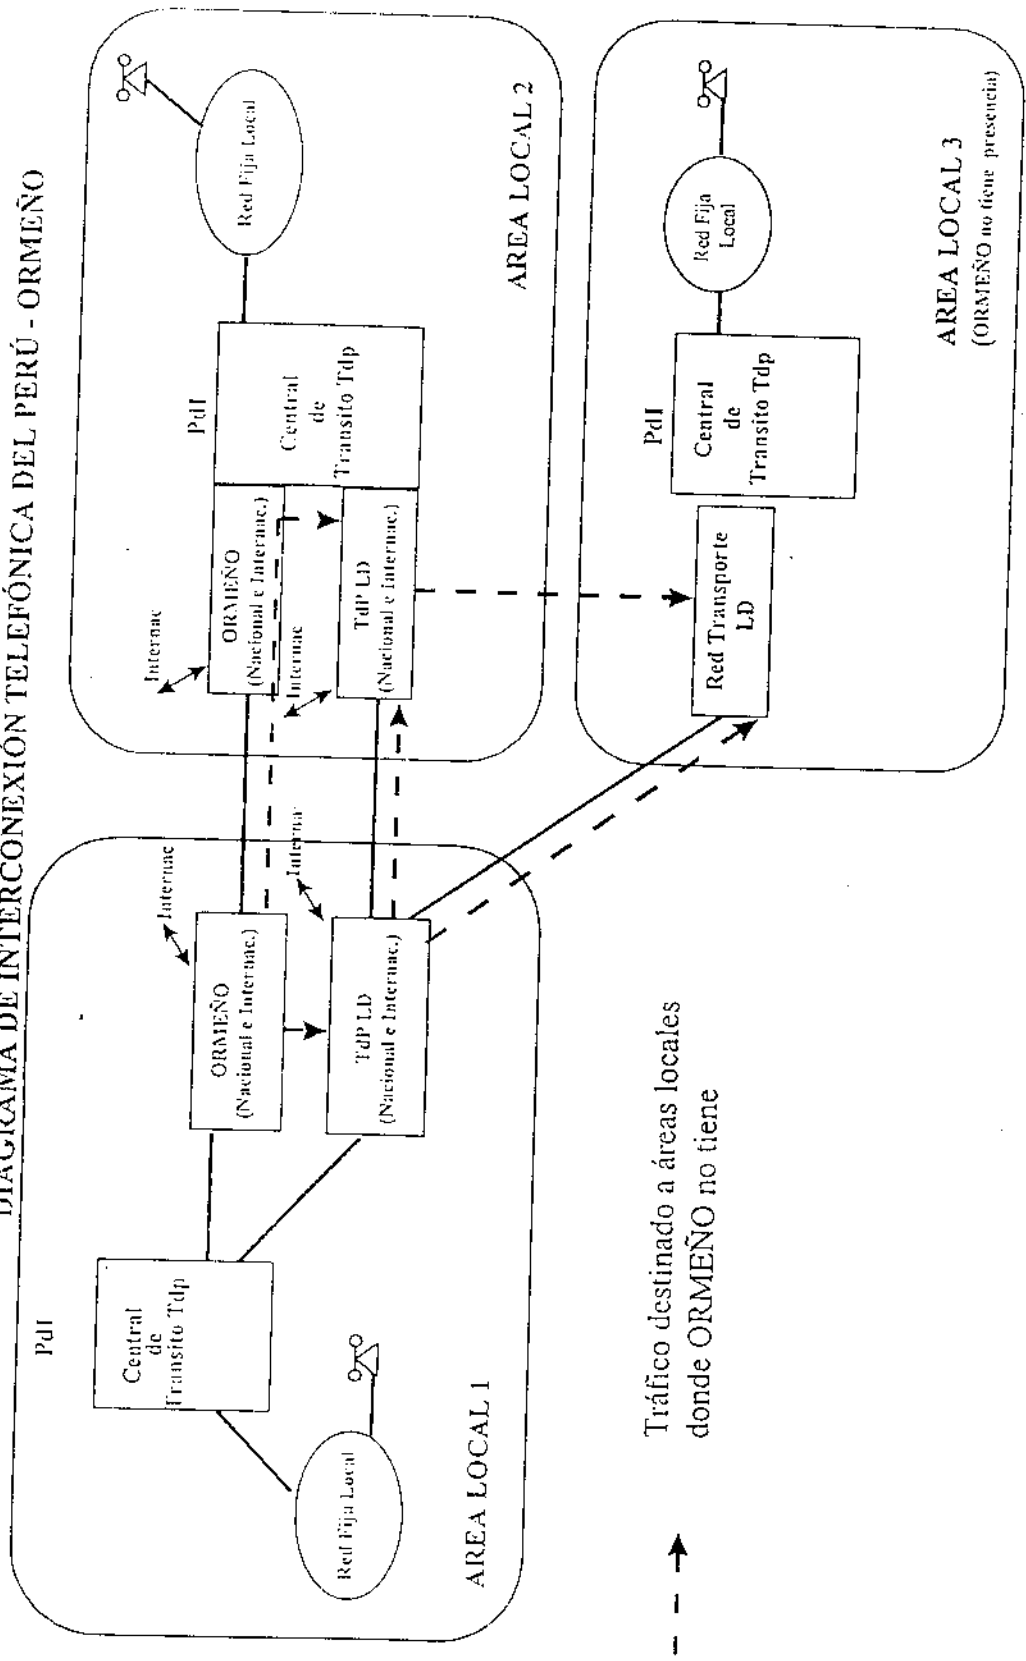 DIAGRAMA DE INTERCONEXIÓN TELEFÓNICA DEL PERÚ - ORMEÑO
PdI
Central
de
Transito Tdp
Red Fija Local
AREA LOCAL 1
ORMEÑO
(Nacional e Internac.)
Internac
TdP LD
(Nacional e Internac.)
Internac
Internac
ORMEÑO
(Nacional e Internac.)
Internac
TdP LD
(Nacional e internac.)
PdI
Central
de
Transito Tdp
Red Fija Local
AREA LOCAL 2
Red Transporte
LD
PdI
Central
de
Transito Tdp
Red Fija
Local
AREA LOCAL 3
(ORMEÑO no tiene presencia)
Tráfico destinado a áreas locales
donde ORMEÑO no tiene